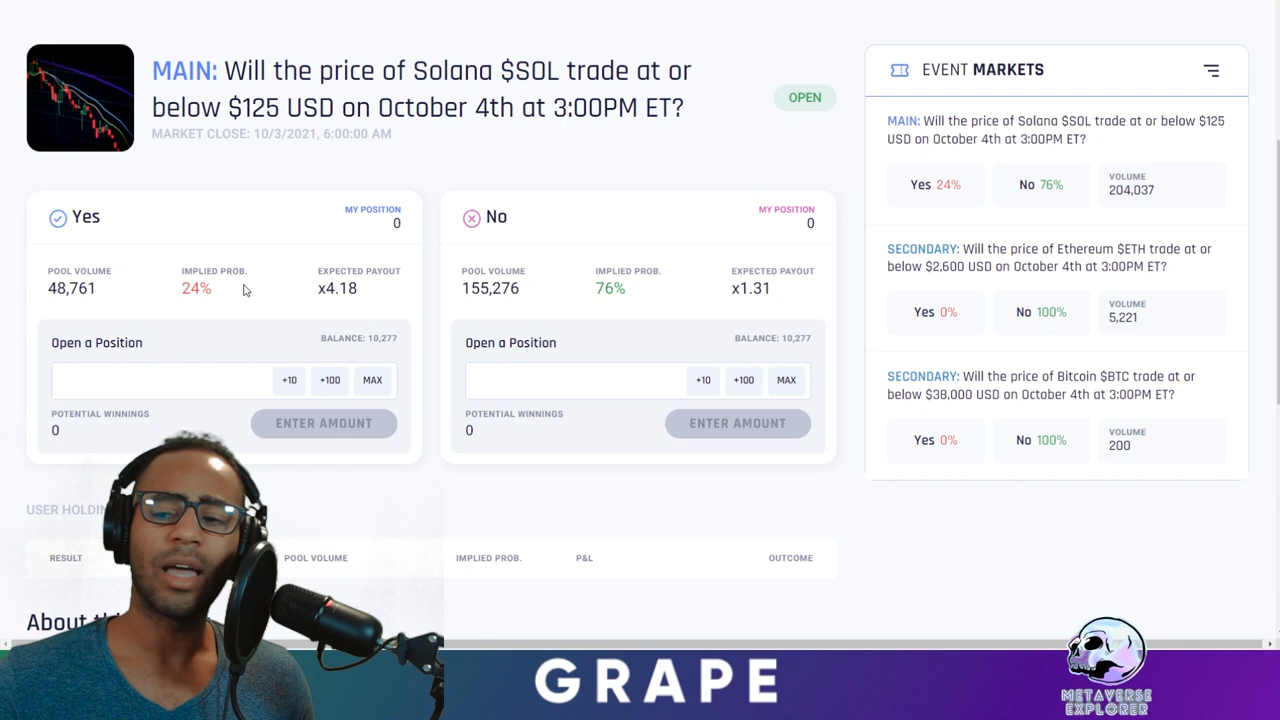 MAIN: Will the price of Solana $SOL trade at or
below $125 USD on October 4th at 3:00PM ET?
MARKET CLOSE: 10/3/2021, 6:00:00 AM
OPEN
Yes
MY POSITION
0
POOL VOLUME
48,761
IMPLIED PROB.
24%
EXPECTED PAYOUT
x4.18
Open a Position
BALANCE: 10,277
+10
+100
MAX
POTENTIAL WINNINGS
0
ENTER AMOUNT
No
MY POSITION
0
POOL VOLUME
155,276
IMPLIED PROB.
76%
EXPECTED PAYOUT
x1.31
Open a Position
BALANCE: 10,277
+10
+100
MAX
POTENTIAL WINNINGS
0
ENTER AMOUNT
USER
RESULT
POOL VOLUME
IMPLIED PROB.
P&L
OUTCOME
About
EVENT MARKETS
MAIN: Will the price of Solana $SOL trade at or below $125
USD on October 4th at 3:00PM ET?
Yes 24%
No 76%
VOLUME
204,037
SECONDARY: Will the price of Ethereum $ETH trade at or
below $2,600 USD on October 4th at 3:00PM ET?
Yes 0%
No 100%
VOLUME
5,221
SECONDARY: Will the price of Bitcoin $BTC trade at or
below $38,000 USD on October 4th at 3:00PM ET?
Yes 0%
No 100%
VOLUME
200
GRAPE
METAVERSE
EXPLORER